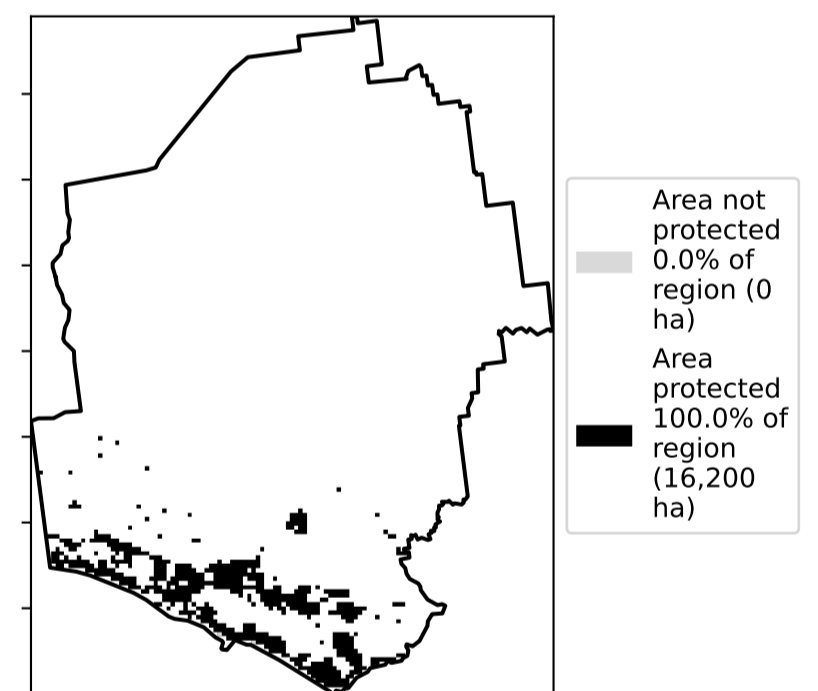 Area not
protected
0.0% of
region (0
ha)
Area
protected
100.0% of
region
(16,200
ha)